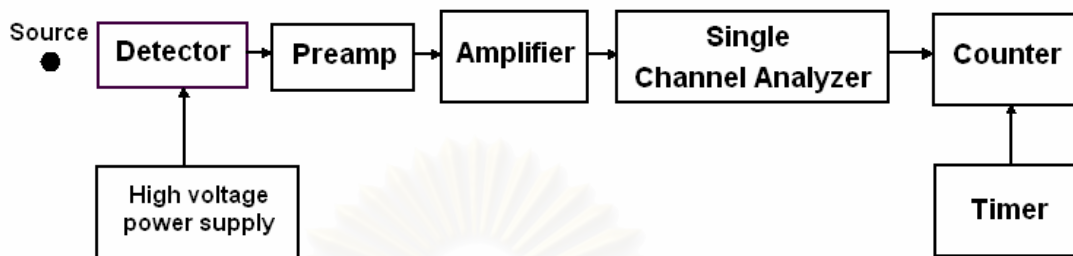 Source
Detector
Preamp
Amplifier
Single
Channel Analyzer
Counter
High voltage
power supply
Timer